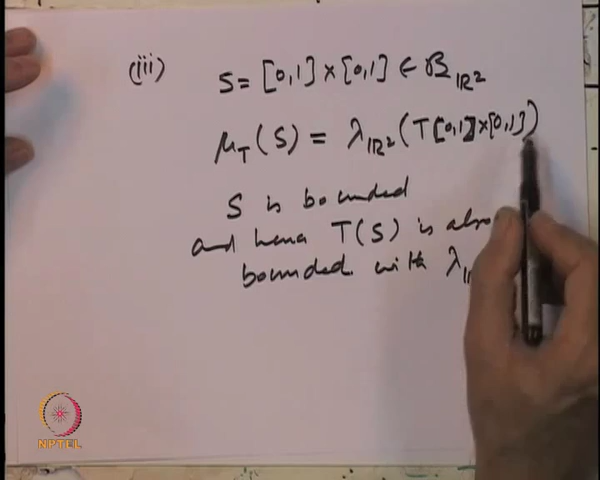 (iii) S = [0,1] × [0,1] ∈ B_ℝ²
μ_T(S) = λ_ℝ² (T[0,1]×[0,1])
S is bounded
and hena T(S) is also
bounded with λ
NPTEL